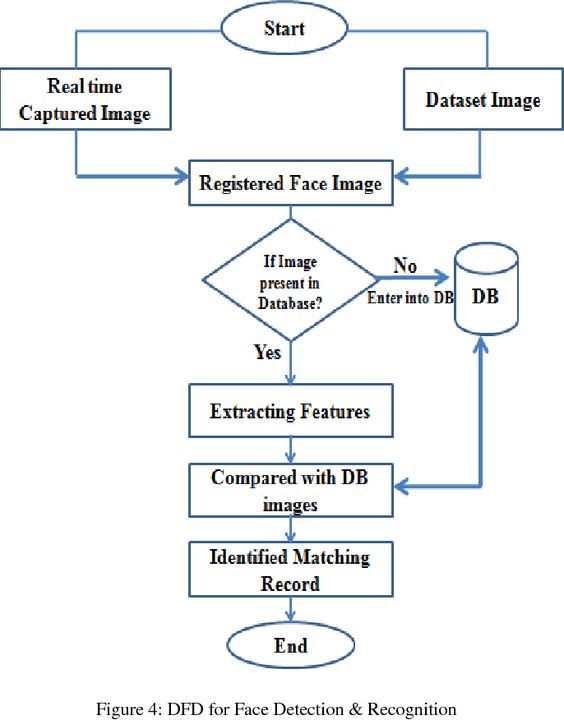 Start
Real time
Captured Image
Dataset Image
Registered Face Image
If Image
present in
Database?
No
Enter into DB
DB
Yes
Extracting Features
Compared with DB
images
Identified Matching
Record
End
Figure 4: DFD for Face Detection & Recognition